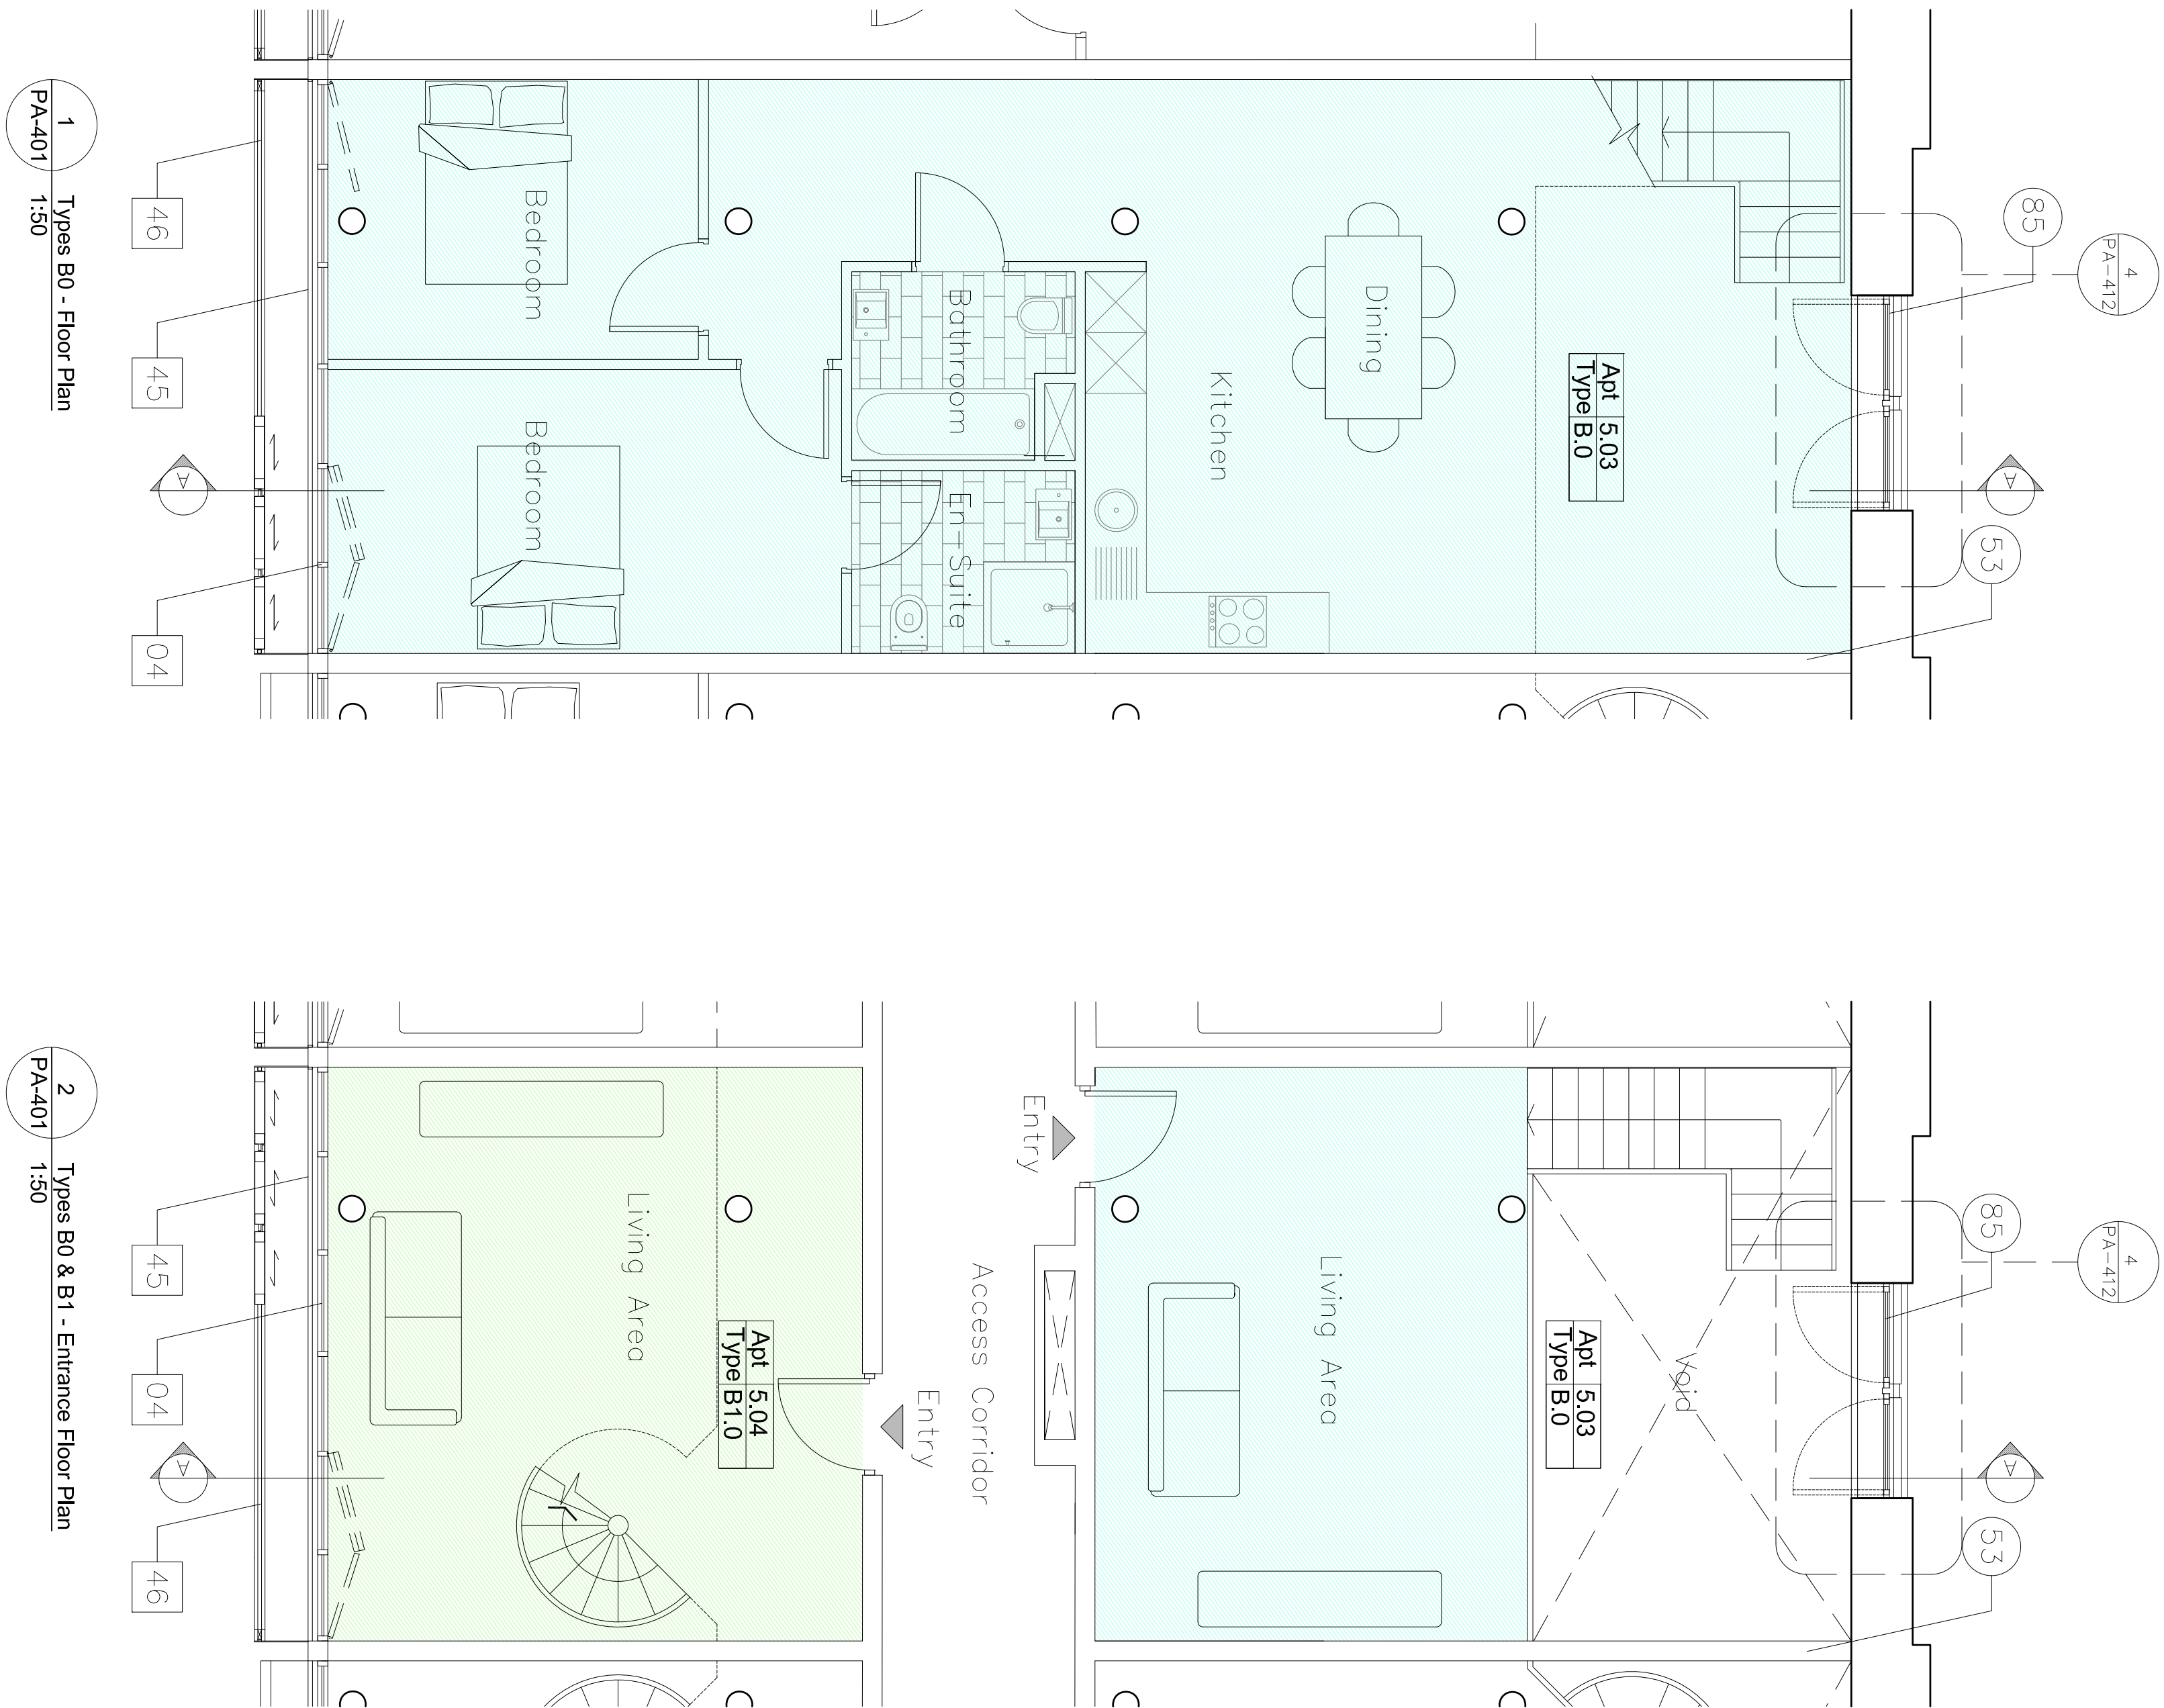 4
PA-412
85
53
A
Apt 5.03
Type B.0
Dining
Kitchen
Bathroom
En-Suite
Bedroom
Bedroom
A
46
45
04
1
PA-401
Types B0 - Floor Plan
1:50
4
PA-412
85
53
A
Void
Apt 5.03
Type B.0
Living Area
Entry
Access Corridor
Entry
Apt 5.04
Type B1.0
Living Area
A
45
04
46
2
PA-401
Types B0 & B1 - Entrance Floor Plan
1:50